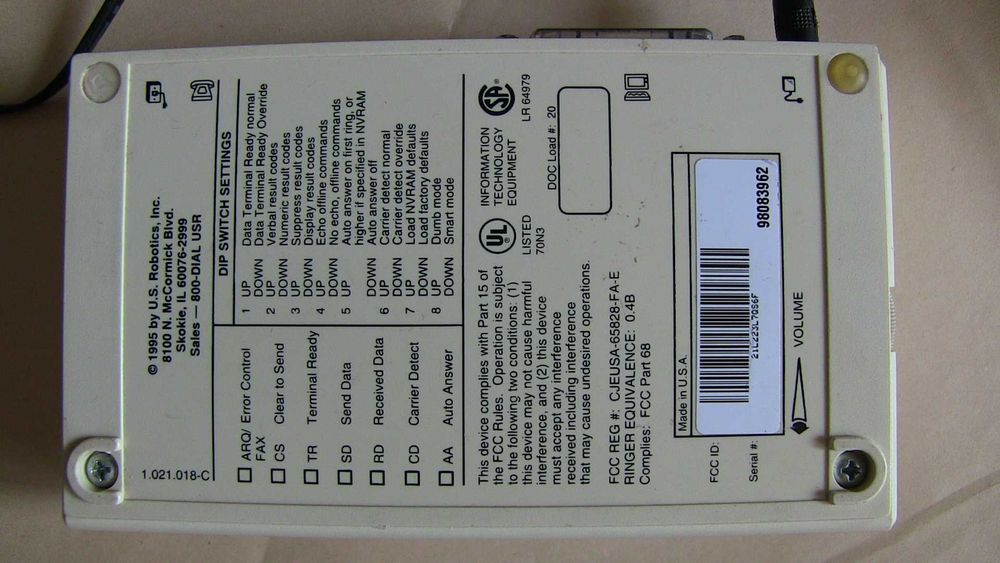 © 1995 by U.S. Robotics, Inc.
8100 N. McCormick Blvd.
Skokie, IL 60076-2999
Sales — 800-DIAL USR
1.021.018-C
ARQ/ Error Control
FAX
CS Clear to Send
TR Terminal Ready
SD Send Data
RD Received Data
CD Carrier Detect
AA Auto Answer
DIP SWITCH SETTINGS
1 UP Data Terminal Ready normal
DOWN Data Terminal Ready Override
2 UP Verbal result codes
DOWN Numeric result codes
3 UP Suppress result codes
DOWN Display result codes
4 UP Echo offline commands
DOWN No echo, offline commands
5 UP Auto answer on first ring, or
higher if specified in NVRAM
DOWN Auto answer off
6 UP Carrier detect normal
DOWN Carrier detect override
7 UP Load NVRAM defaults
DOWN Load factory defaults
8 UP Dumb mode
DOWN Smart mode
This device complies with Part 15 of
the FCC Rules. Operation is subject
to the following two conditions: (1)
this device may not cause harmful
interference, and (2) this device
must accept any interference
received including interference
that may cause undesired operations.
FCC REG #: CJEUSA-65828-FA-E
RINGER EQUIVALENCE: 0.4B
Complies: FCC Part 68
UL
®
LISTED
70N3
INFORMATION
TECHNOLOGY
EQUIPMENT
SA
®
LR 64979
DOC Load #: 20
Made in U.S.A.
FCC ID:
Serial #:
98083962
VOLUME